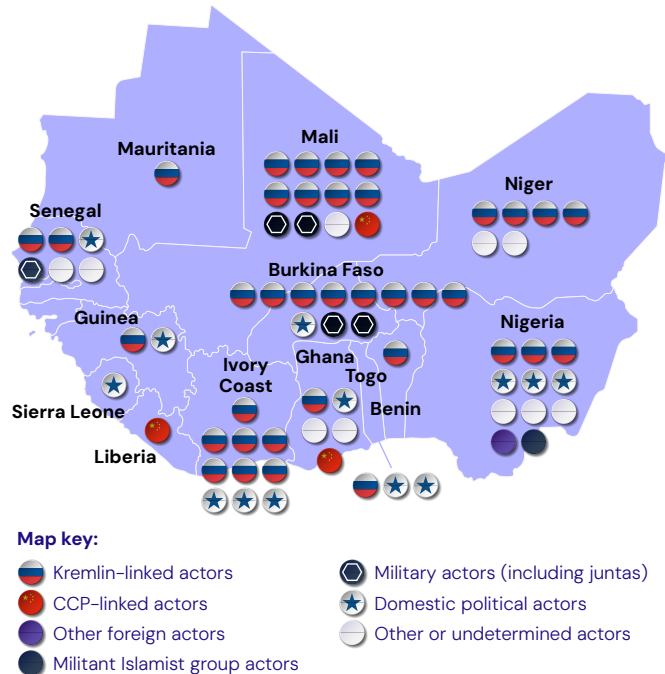 Mauritania
Mali
Niger
Senegal
Burkina Faso
Guinea
Nigeria
Ivory
Coast
Ghana
Togo
Benin
Sierra Leone
Liberia
Map key:
Kremlin-linked actors
CCP-linked actors
Other foreign actors
Militant Islamist group actors
Military actors (including juntas)
Domestic political actors
Other or undetermined actors